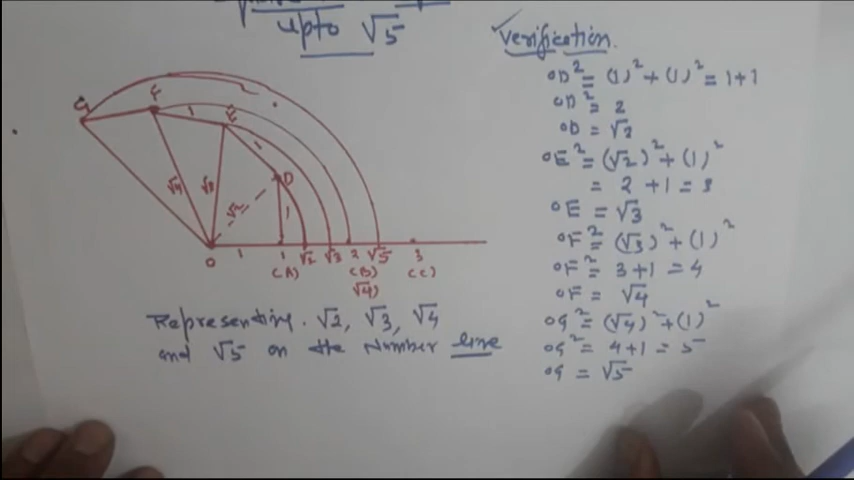 upto √5
Verification.
OD² = (1)² + (1)² = 1+1
OD² = 2
OD = √2
OE² = (√2)² + (1)²
= 2 + 1 = 3
OE = √3
OF² = (√3)² + (1)²
OF² = 3+1 = 4
OF = √4
OG² = (√4)² + (1)²
OG² = 4+1 = 5
OG = √5
G F 1 E 1 D
√4 √3 √2 1
O 1 1 √2 √3 2 √5 3
(A) (B) (C)
√4)
Representing √2, √3, √4
and √5 on the Number line